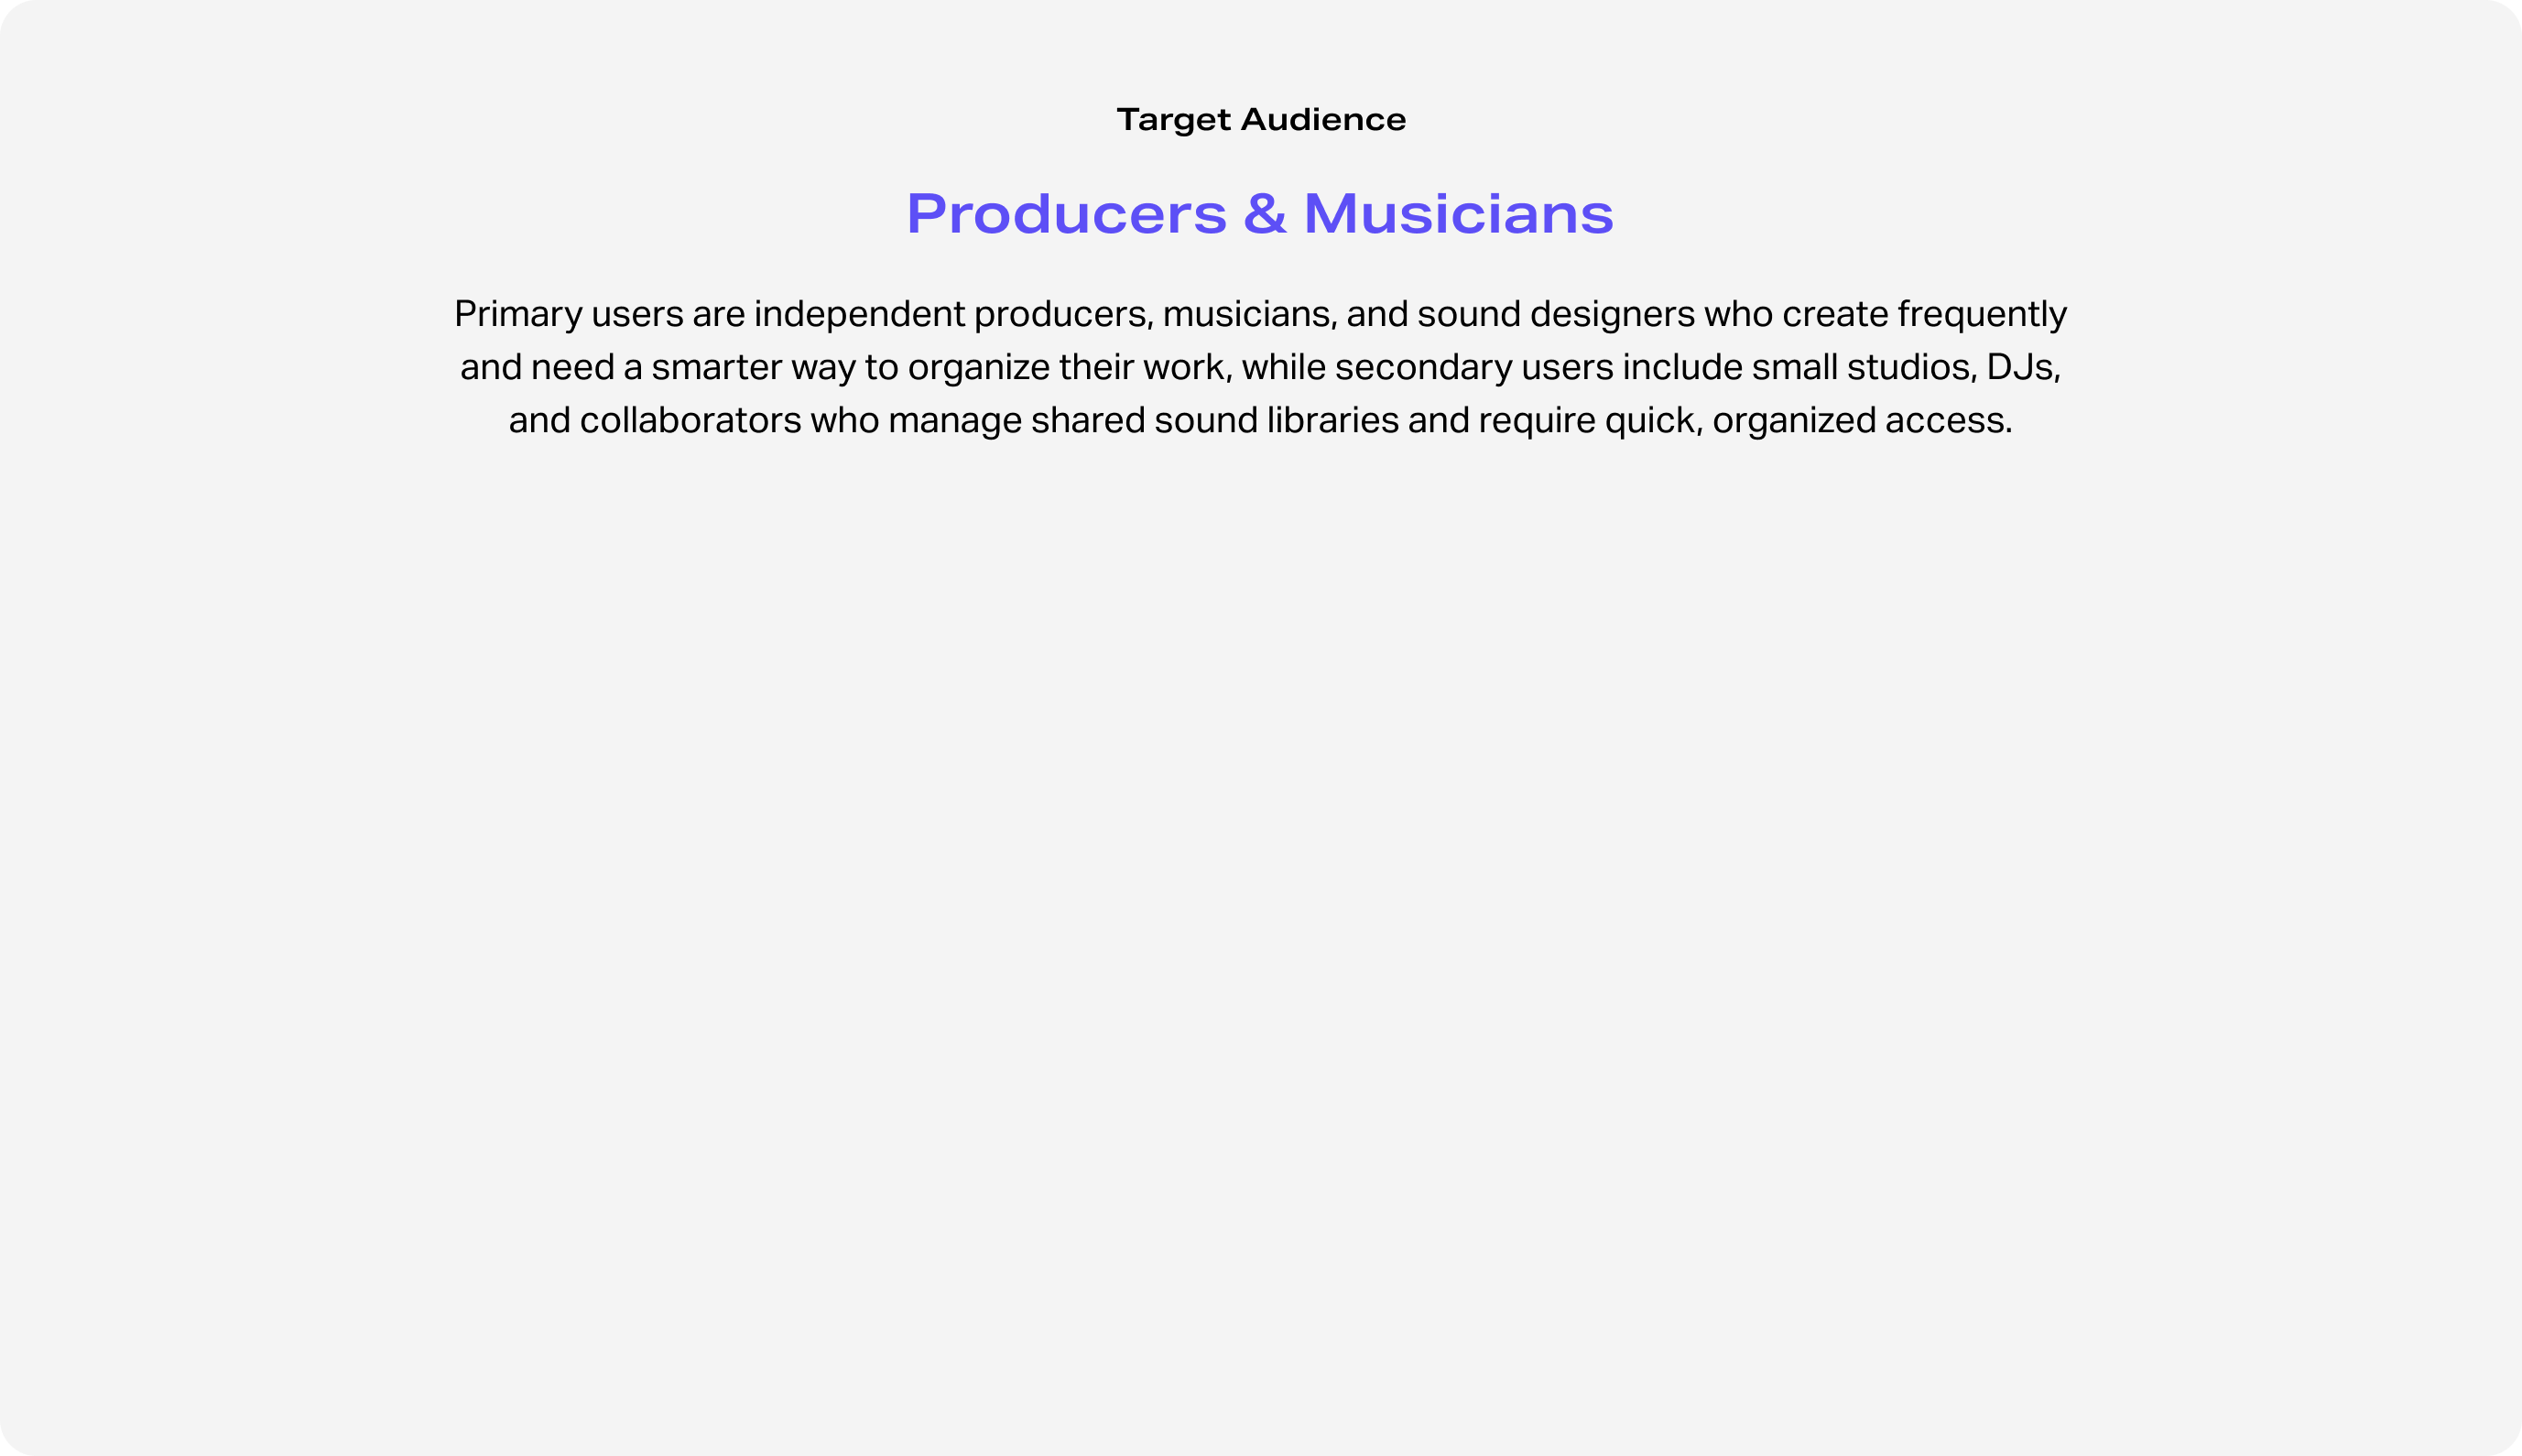 Target Audience
Producers & Musicians
Primary users are independent producers, musicians, and sound designers who create frequently
and need a smarter way to organize their work, while secondary users include small studios, DJs,
and collaborators who manage shared sound libraries and require quick, organized access.